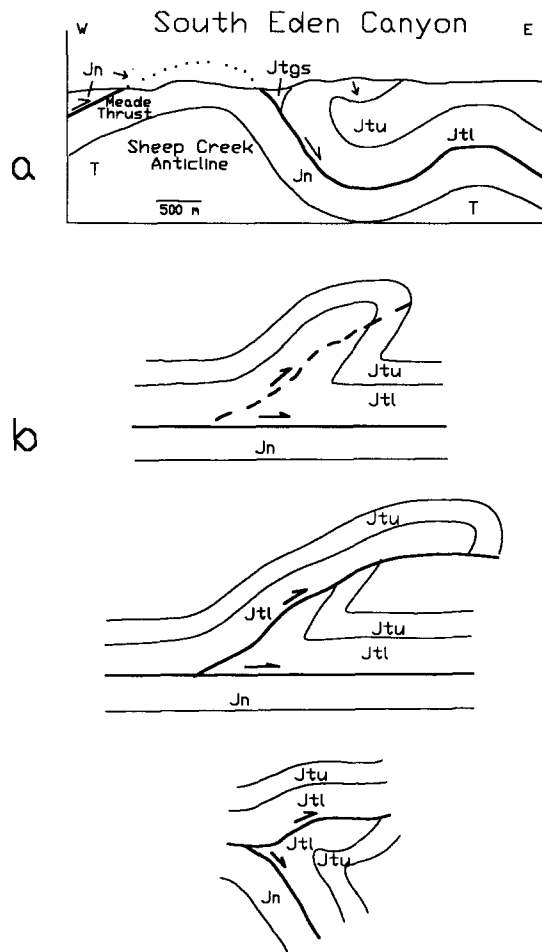 South Eden Canyon
W
E
Jn
Jtgs
Meade
Thrust
Jtu
Jtl
a
T
Sheep Creek
Anticline
Jn
T
500 m
Jtu
Jtl
b
Jn
Jtu
Jtl
Jtu
Jtl
Jn
Jtu
Jtl
Jtl
Jtu
Jn